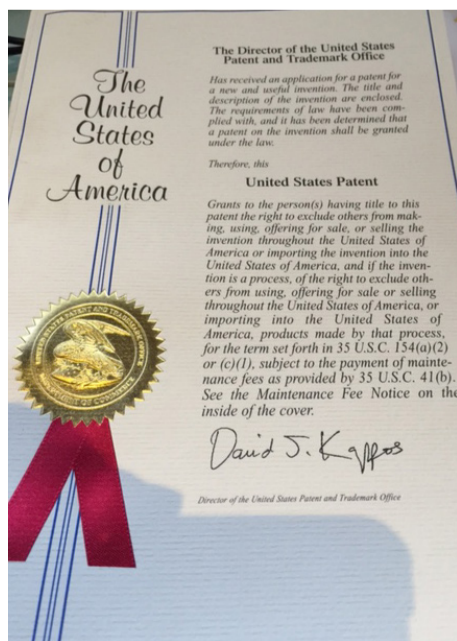 The
United
States
of
America
The Director of the United States
Patent and Trademark Office
Has received an application for a patent for
a new and useful invention. The title and
description of the invention are enclosed.
The requirements of law have been com-
plied with, and it has been determined that
a patent on the invention shall be granted
under the law.
Therefore, this
United States Patent
Grants to the person(s) having title to this
patent the right to exclude others from mak-
ing, using, offering for sale, or selling the
invention throughout the United States of
America or importing the invention into the
United States of America, and if the inven-
tion is a process, of the right to exclude oth-
ers from using, offering for sale or selling
throughout the United States of America, or
importing into the United States of
America, products made by that process,
for the term set forth in 35 U.S.C. 154(a)(2)
or (c)(1), subject to the payment of mainte-
nance fees as provided by 35 U.S.C. 41(b).
See the Maintenance Fee Notice on the
inside of the cover.
David J. Kappos
Director of the United States Patent and Trademark Office
UNITED STATES PATENT AND TRADEMARK OFFICE
DEPARTMENT OF COMMERCE